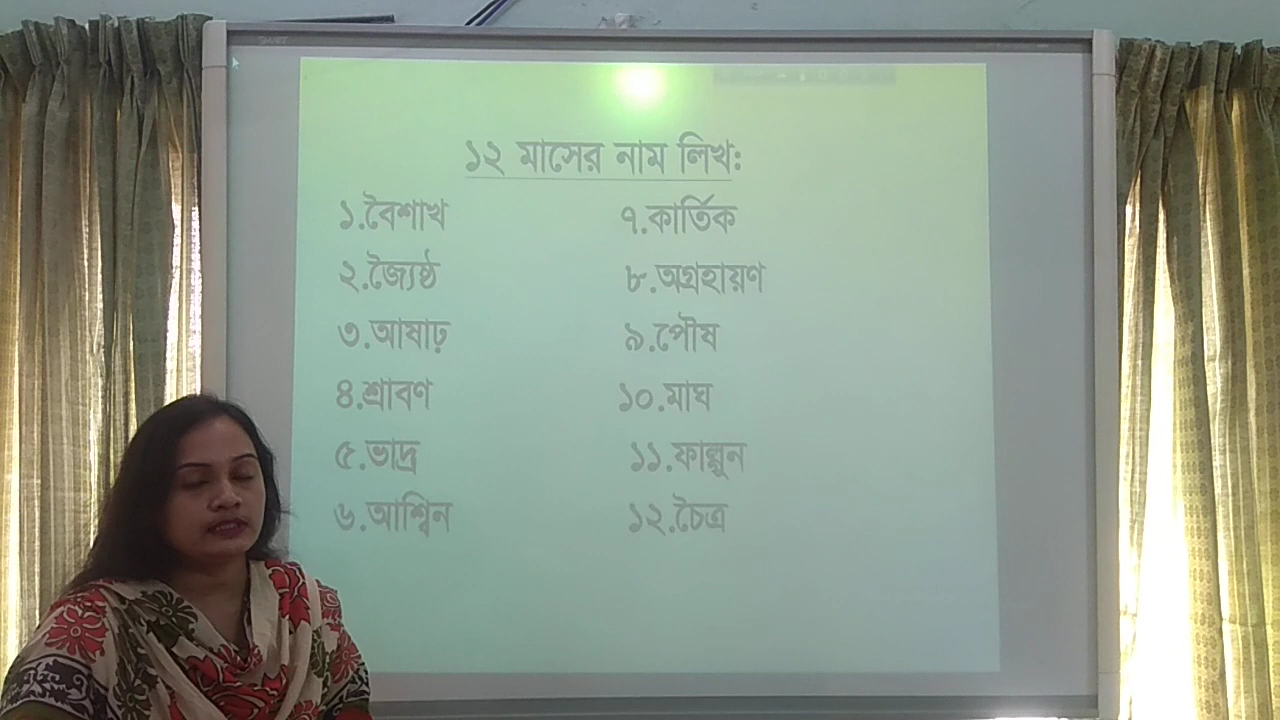 ১২ মাসের নাম লিখ:
১.বৈশাখ
২.জ্যৈষ্ঠ
৩.আষাঢ়
৪.শ্রাবণ
৫.ভাদ্র
৬.আশ্বিন
৭.কার্তিক
৮.অগ্রহায়ণ
৯.পৌষ
১০.মাঘ
১১.ফাল্গুন
১২.চৈত্র